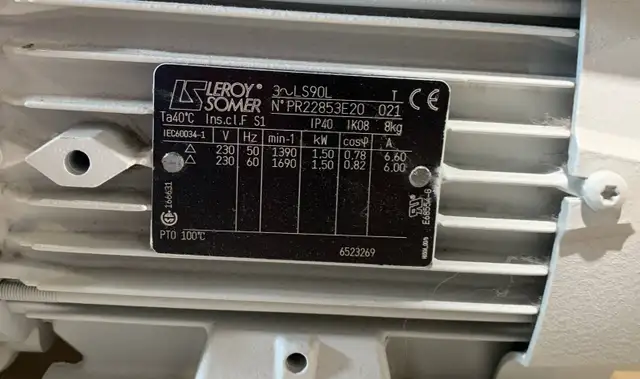 LEROY® SOMER
3~LS90L T
N° PR22853E20 021
CE
Ta40°C Ins.cl.F S1 IP40 IK08 8kg
IEC60034-1 V Hz min-1 kW cosφ A
△ 230 50 1390 1.50 0.78 6.60
△ 230 60 1690 1.50 0.82 6.00
166631
PTO 100°C
6523269